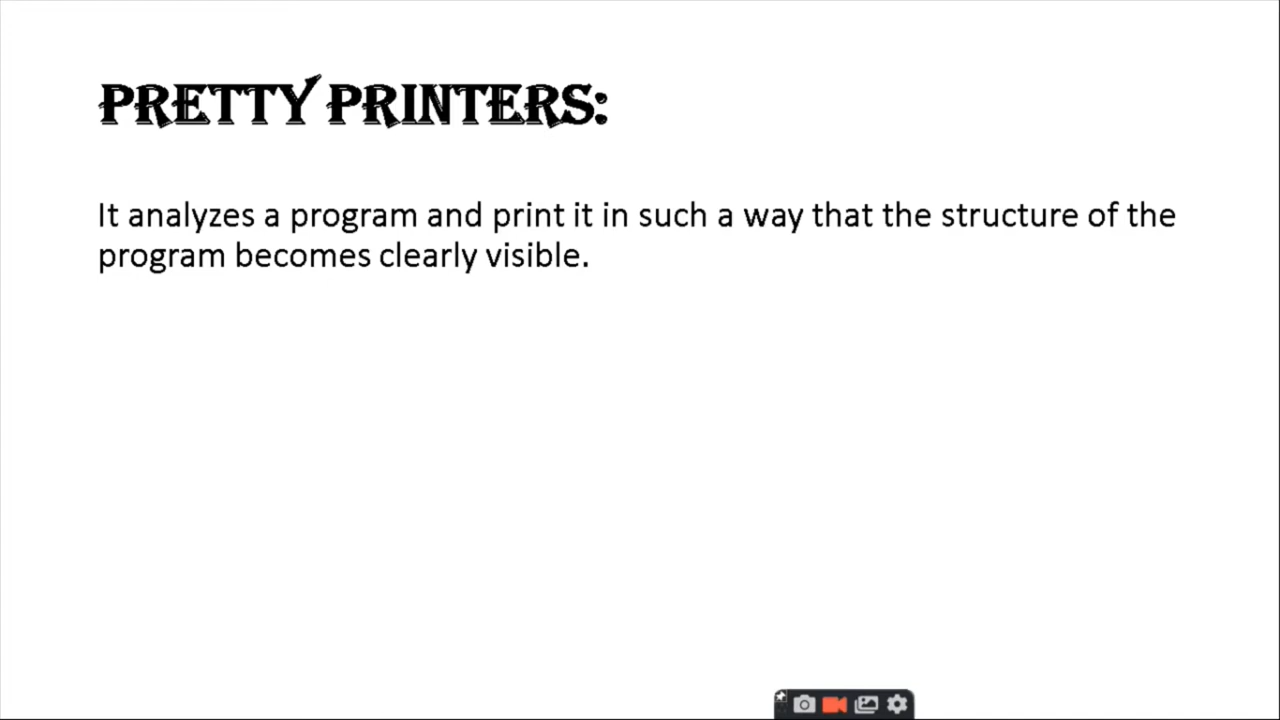 PRETTY PRINTERS:
It analyzes a program and print it in such a way that the structure of the
program becomes clearly visible.